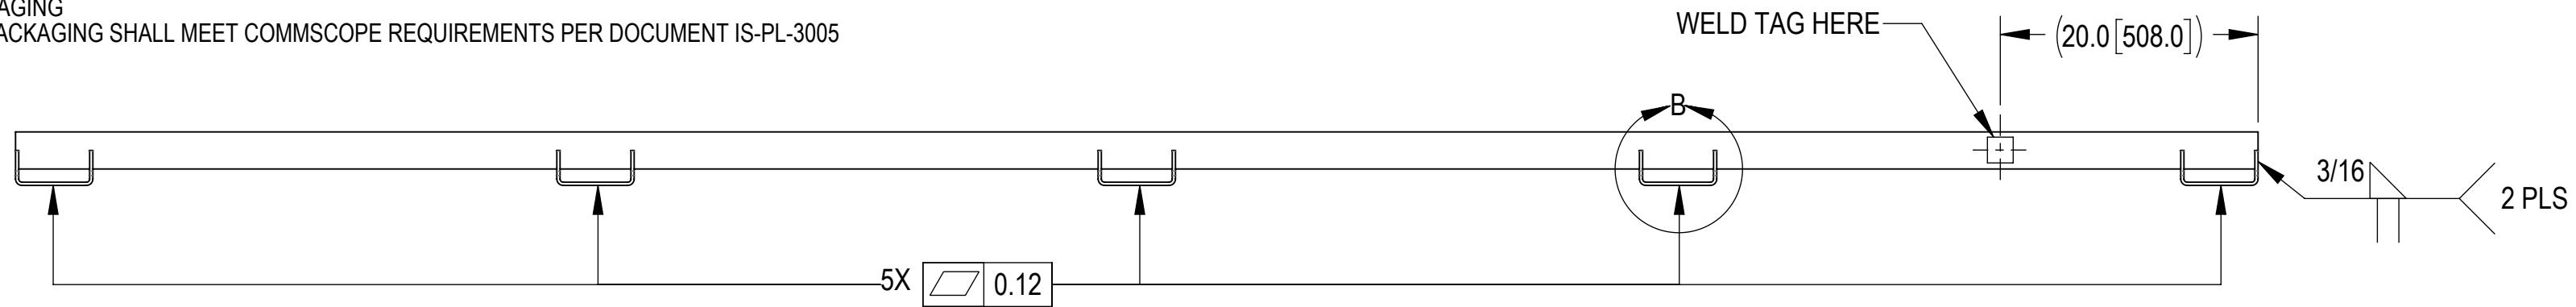 AGING
ACKAGING SHALL MEET COMMSCOPE REQUIREMENTS PER DOCUMENT IS-PL-3005
WELD TAG HERE
(20.0[508.0])
B
3/16
2 PLS
5X 0.12